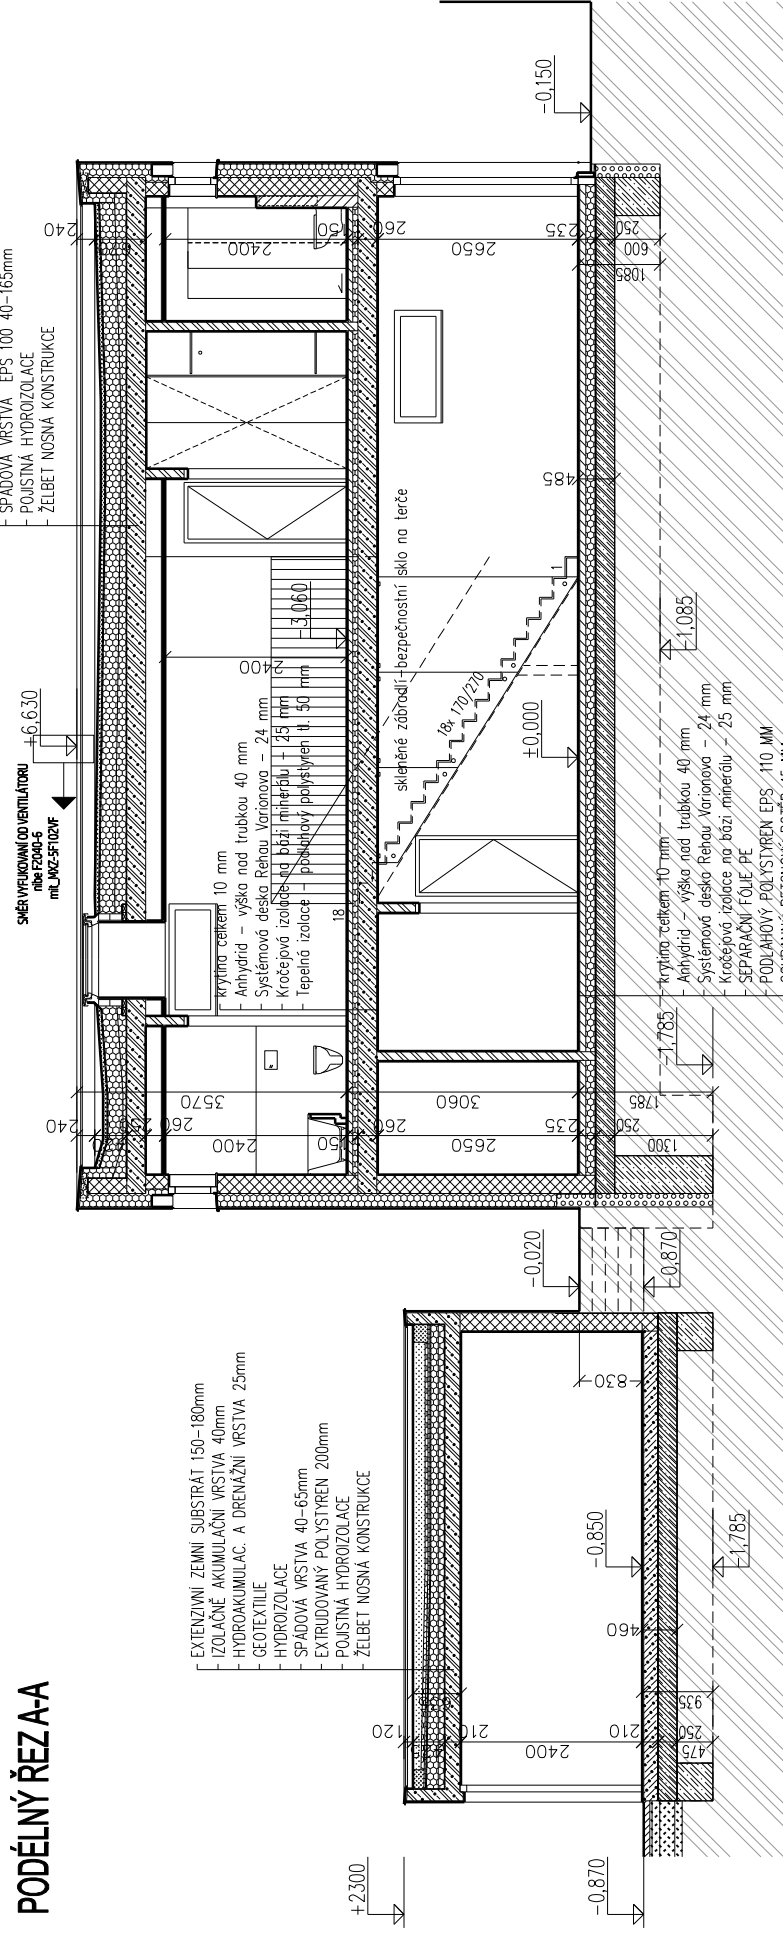 PODÉLNÝ ŘEZ A-A
EXTENZIVNÍ ZEMNÍ SUBSTRÁT 150-180mm
IZOLAČNĚ AKUMULAČNÍ VRSTVA 40mm
HYDROAKUMULAC. A DRENÁŽNÍ VRSTVA 25mm
GEOTEXTILIE
HYDROIZOLACE
SPÁDOVÁ VRSTVA 40-65mm
EXTRUDOVANÝ POLYSTYREN 200mm
POJISTNÁ HYDROIZOLACE
ŽELBET NOSNÁ KONSTRUKCE
SMĚR VYFUKOVÁNÍ OD VENTILÁTORU
nibe F2040-6
mit_MXZ-5F102VF
+6,630
SPÁDOVÁ VRSTVA EPS 100 40-165mm
POJISTNÁ HYDROIZOLACE
ŽELBET NOSNÁ KONSTRUKCE
krytina celkem 10 mm
Anhydrid - výška nad trubkou 40 mm
Systémová deska Rehau Varionova - 24 mm
Kročejová izolace na bázi minerálu - 25 mm
Tepelná izolace - podlahový polystyren tl. 50 mm
+3,060
18
skleněné zábradlí-bezpečnostní sklo na terče
18x 170/270
1
±0,000
krytina celkem 10 mm
Anhydrid - výška nad trubkou 40 mm
Systémová deska Rehau Varionova - 24 mm
Kročejová izolace na bázi minerálu - 25 mm
SEPARAČNÍ FÓLIE PE
PODLAHOVÝ POLYSTYREN EPS 110 MM
+2300
-0,870
-0,850
-1,785
-0,020
-0,870
-1,785
-1,085
-0,150
120
210
2400
210
250
475
935
460
830
240
260
2400
150
260
2650
235
250
1300
3570
3060
1785
2400
485
240
2400
150
260
2650
235
250
600
1085